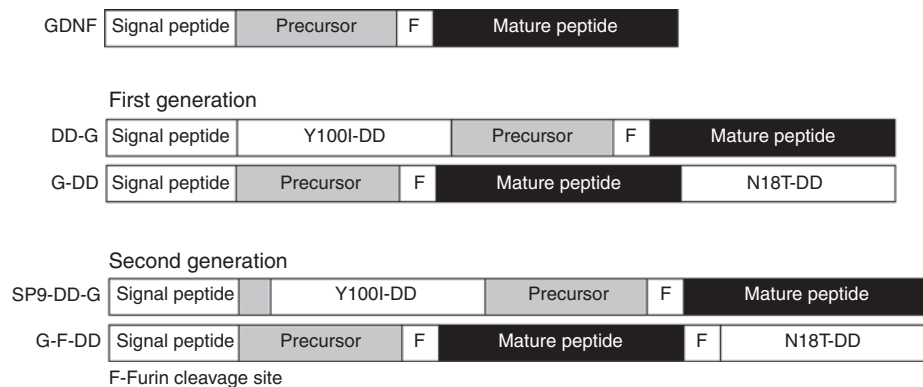 GDNF Signal peptide Precursor F Mature peptide
First generation
DD-G Signal peptide Y100I-DD Precursor F Mature peptide
G-DD Signal peptide Precursor F Mature peptide N18T-DD
Second generation
SP9-DD-G Signal peptide Y100I-DD Precursor F Mature peptide
G-F-DD Signal peptide Precursor F Mature peptide F N18T-DD
F-Furin cleavage site